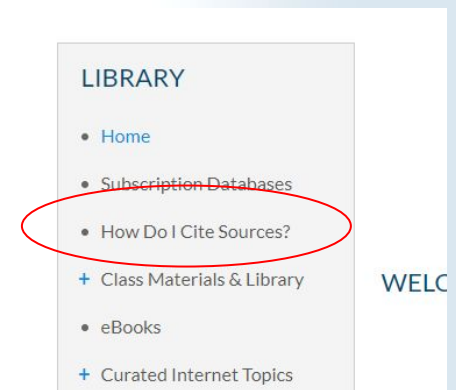 LIBRARY
Home
Subscription Databases
How Do I Cite Sources?
+ Class Materials & Library
WELC
eBooks
+ Curated Internet Topics